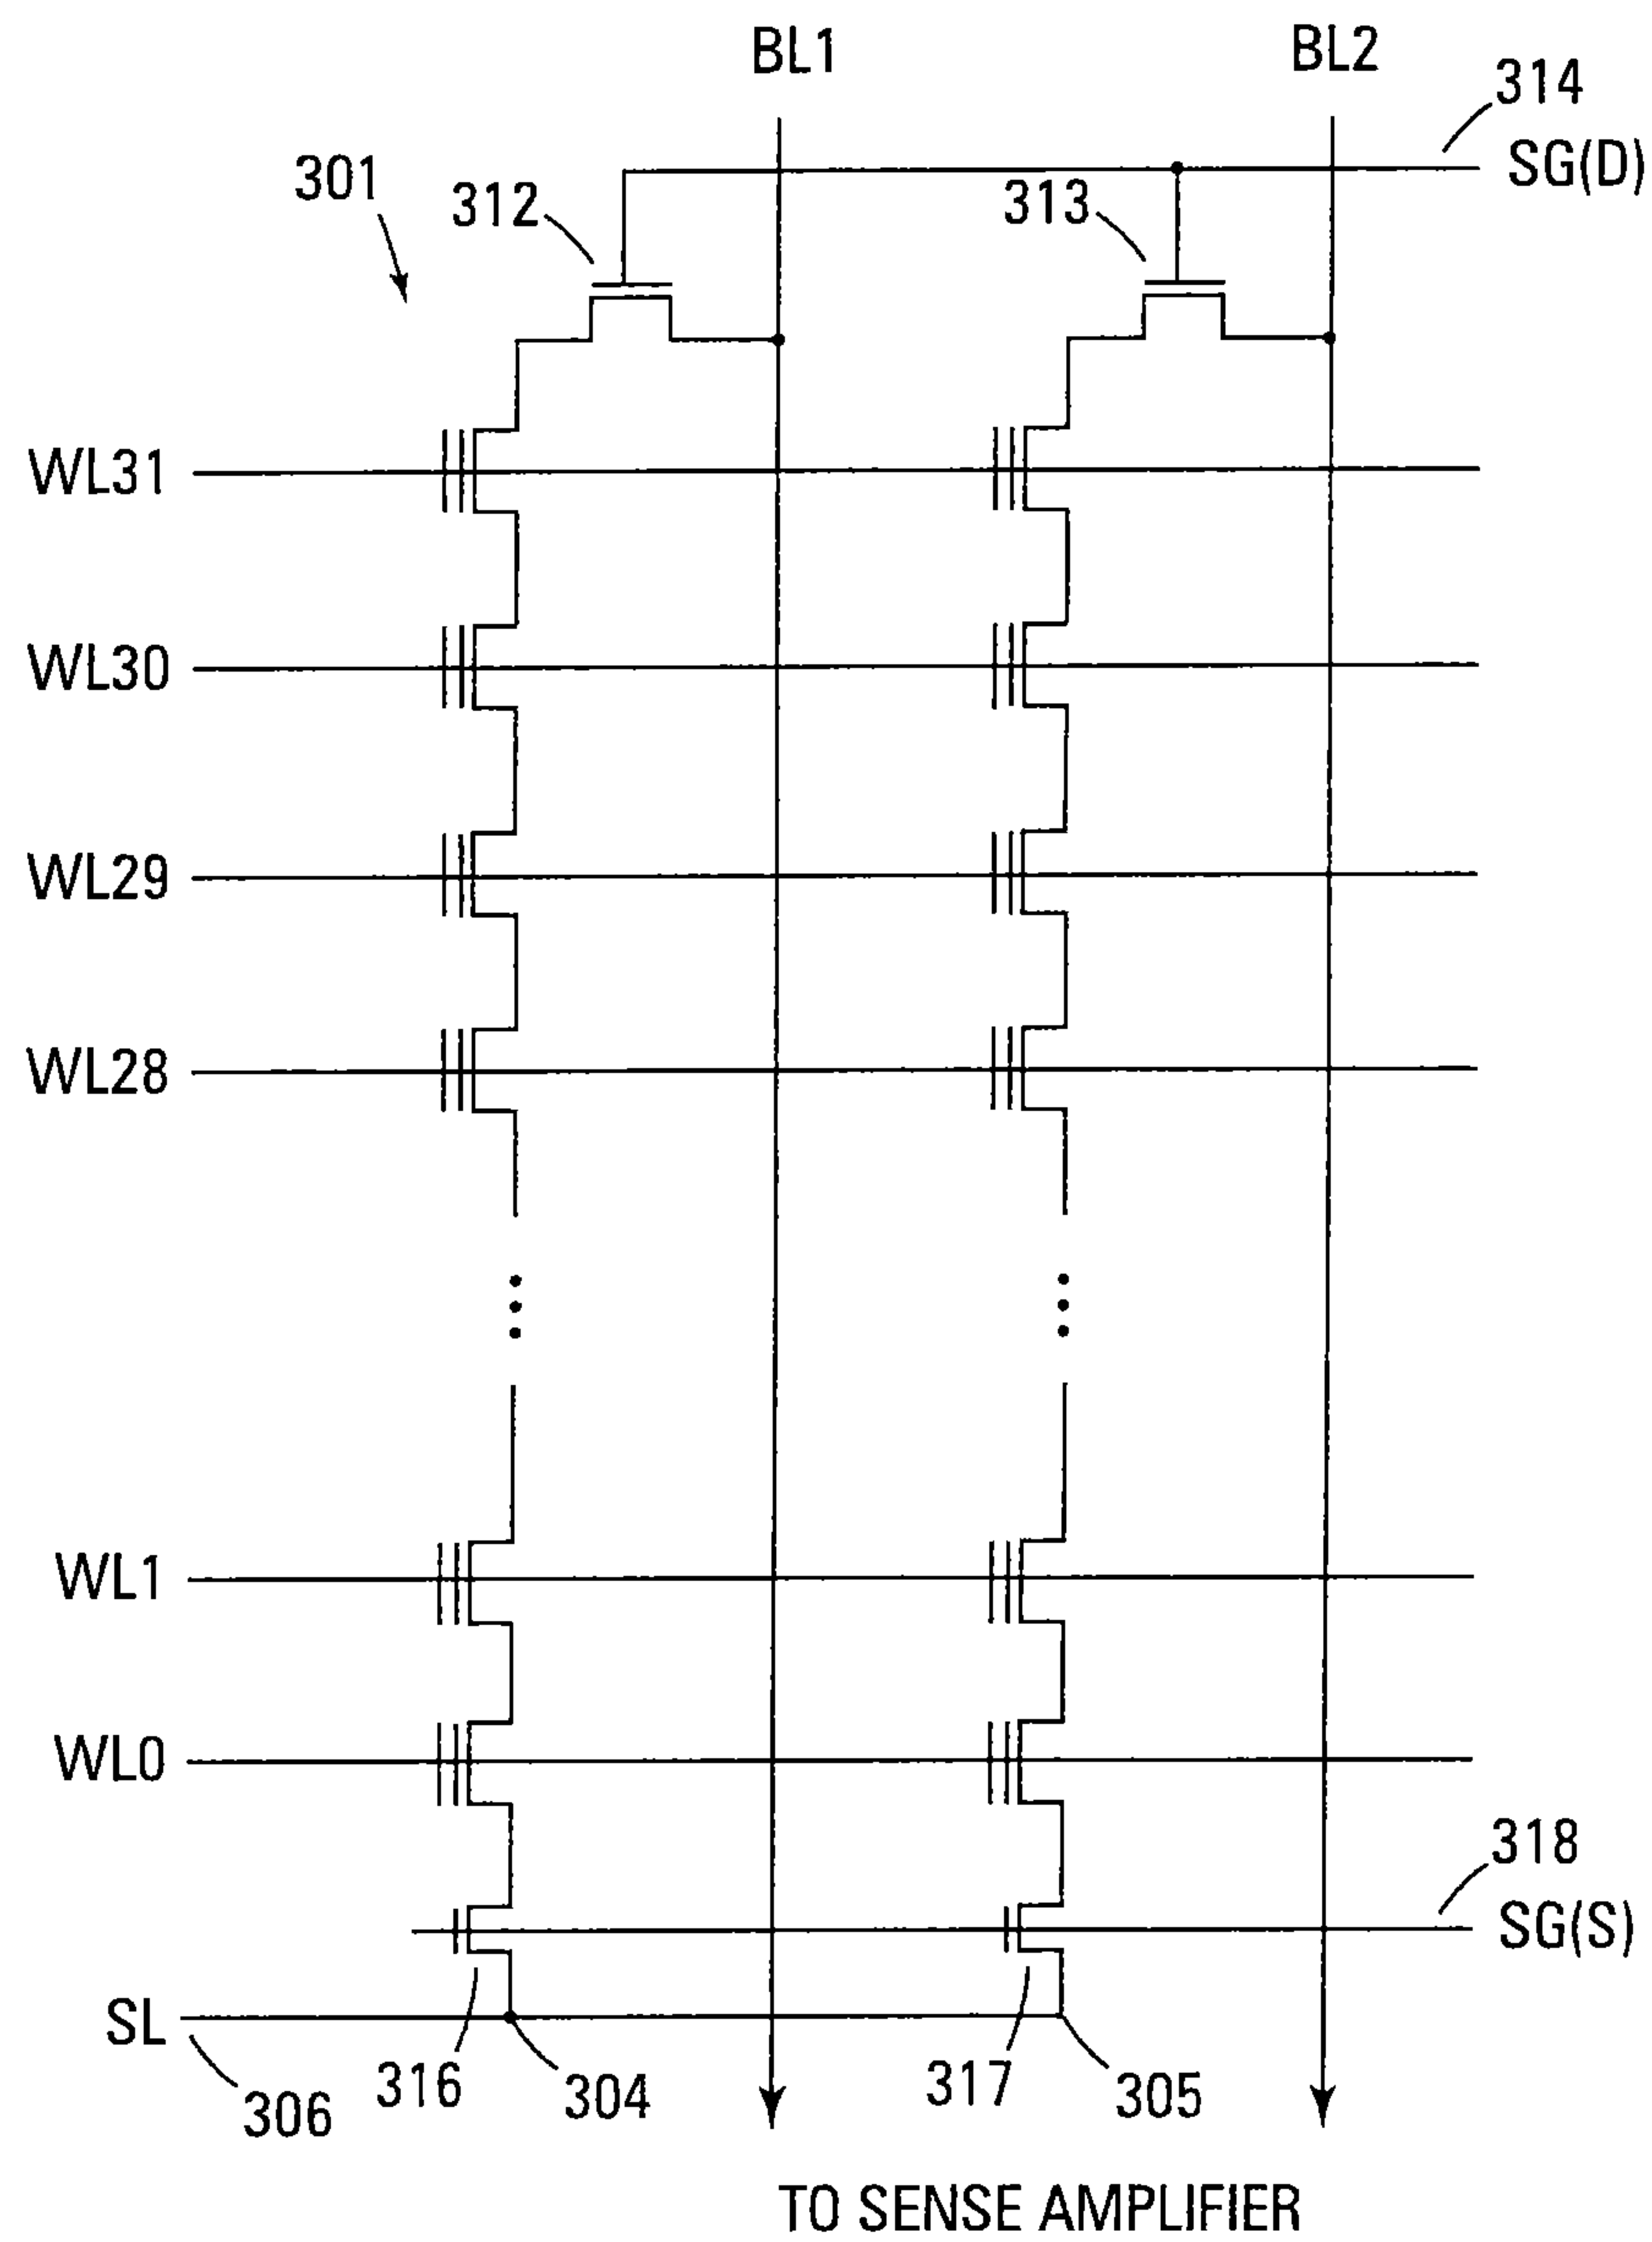 BL1
BL2
314
SG(D)
301
312
313
WL31
WL30
WL29
WL28
WL1
WL0
318
SG(S)
SL
316
304
317
305
306
TO SENSE AMPLIFIER